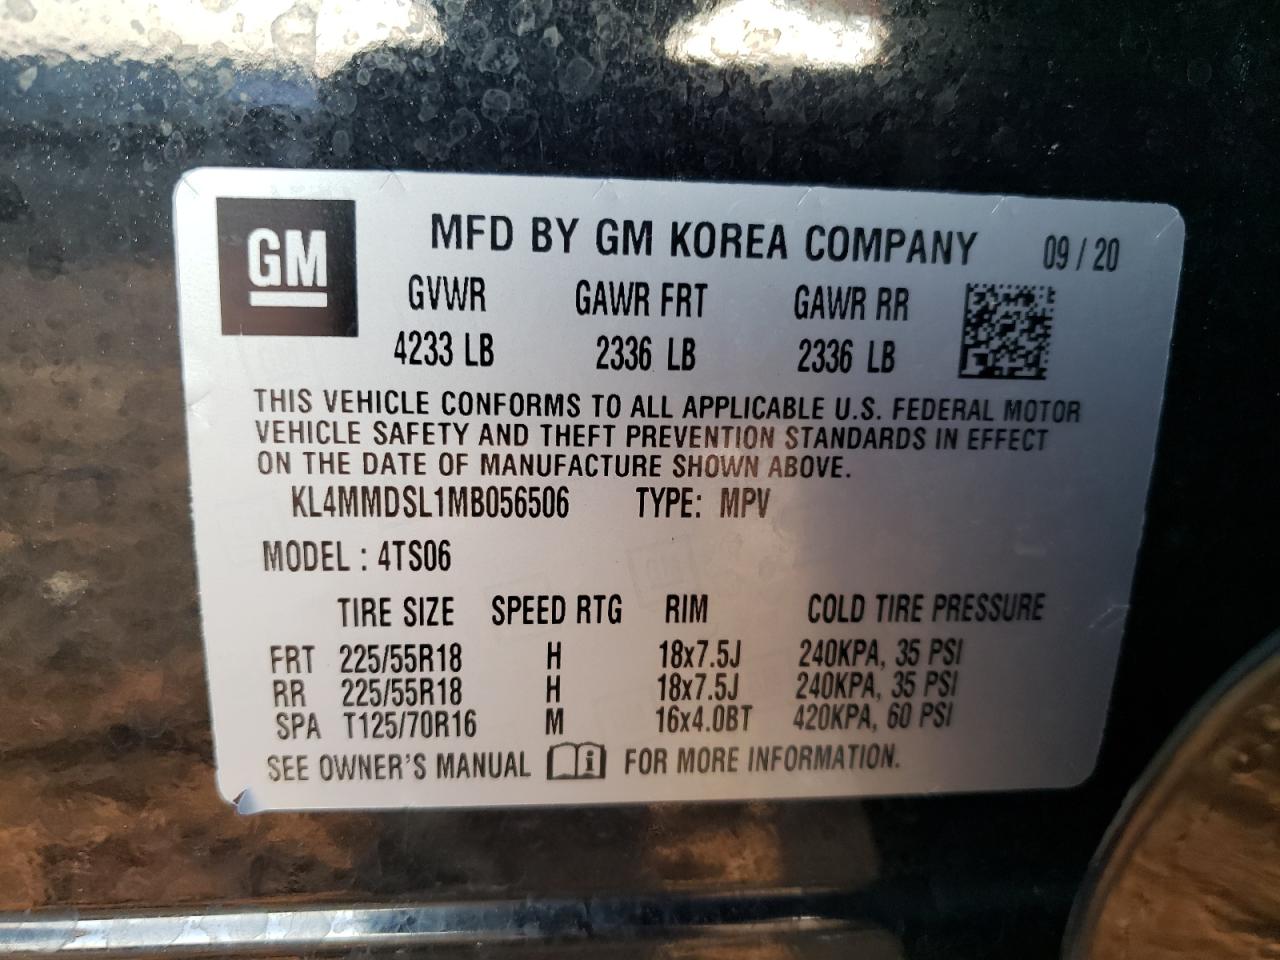 GM
MFD BY GM KOREA COMPANY 09 / 20
GVWR GAWR FRT GAWR RR
4233 LB 2336 LB 2336 LB
THIS VEHICLE CONFORMS TO ALL APPLICABLE U.S. FEDERAL MOTOR
VEHICLE SAFETY AND THEFT PREVENTION STANDARDS IN EFFECT
ON THE DATE OF MANUFACTURE SHOWN ABOVE.
KL4MMDSL1MB056506 TYPE: MPV
MODEL : 4TS06
TIRE SIZE SPEED RTG RIM COLD TIRE PRESSURE
FRT 225/55R18 H 18x7.5J 240KPA, 35 PSI
RR 225/55R18 H 18x7.5J 240KPA, 35 PSI
SPA T125/70R16 M 16x4.0BT 420KPA, 60 PSI
SEE OWNER'S MANUAL i FOR MORE INFORMATION.